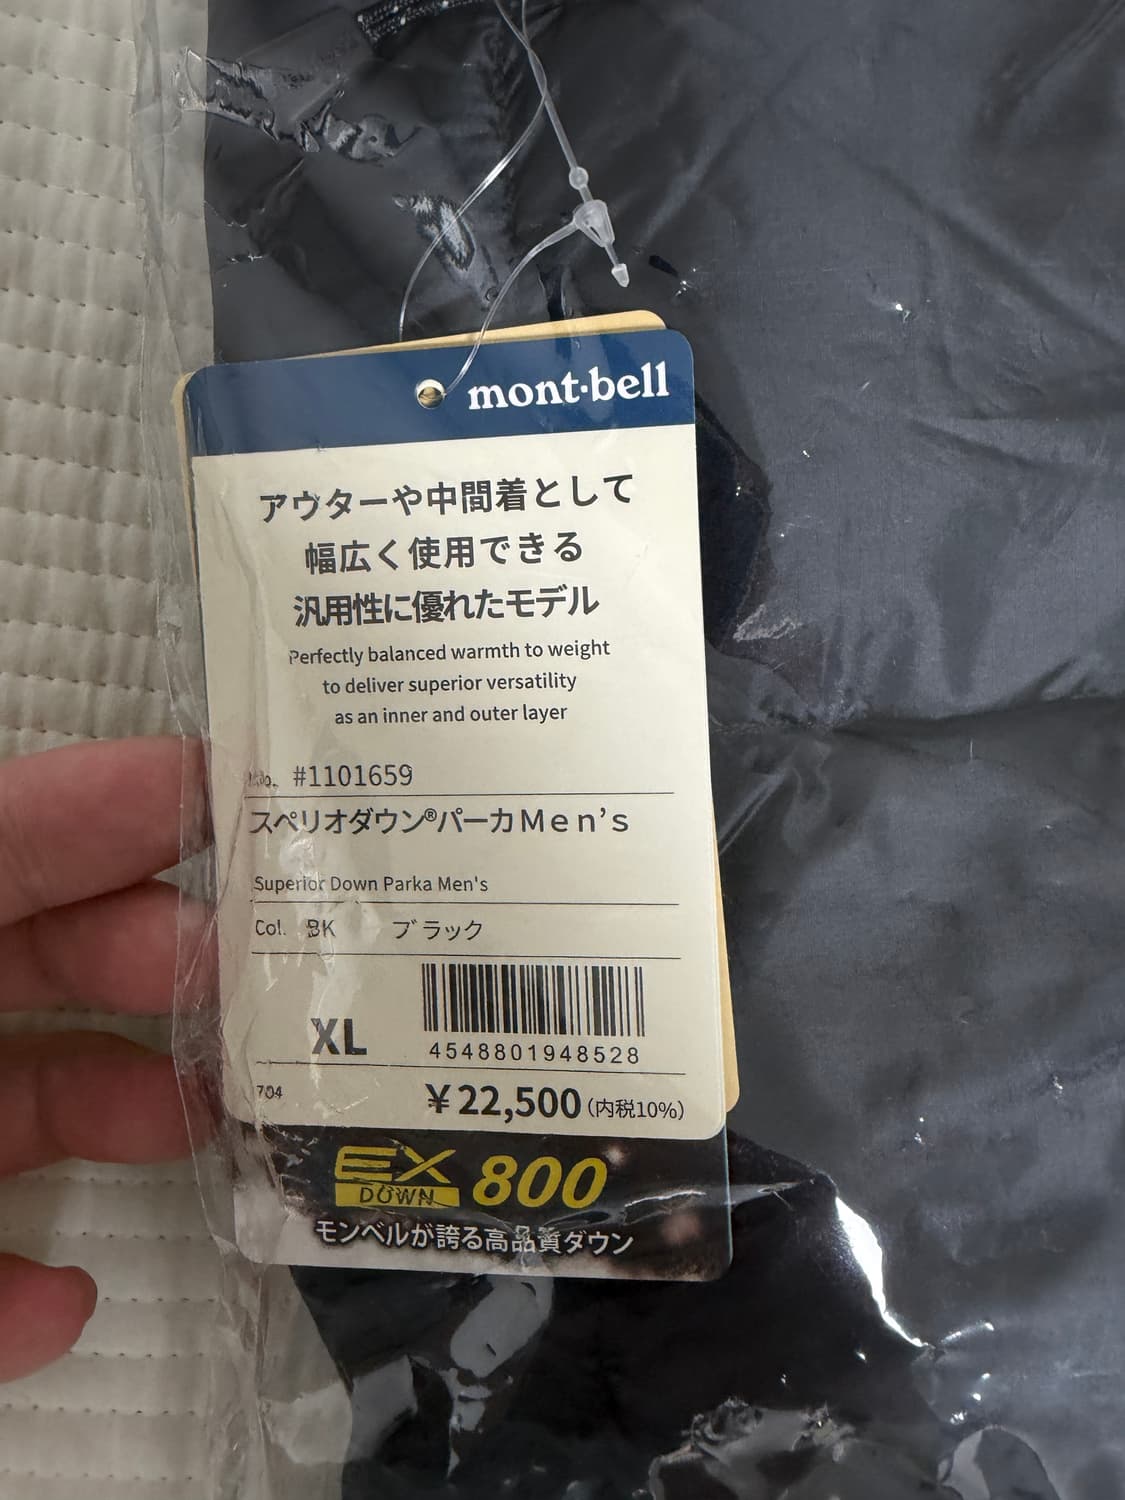 mont·bell
アウターや中間着として
幅広く使用できる
汎用性に優れたモデル
Perfectly balanced warmth to weight
to deliver superior versatility
as an inner and outer layer
#1101659
スペリオダウン®パーカMen's
Superior Down Parka Men's
Col. BK ブラック
XL
4548801948528
704
¥22,500(内税10%)
EX DOWN 800
モンベルが誇る高品質ダウン